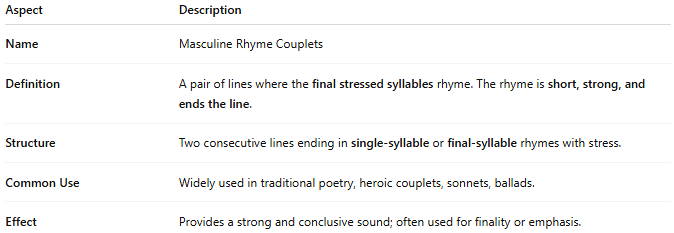 Aspect Description
Name Masculine Rhyme Couplets
Definition A pair of lines where the final stressed syllables rhyme. The rhyme is short, strong, and
ends the line.
Structure Two consecutive lines ending in single-syllable or final-syllable rhymes with stress.
Common Use Widely used in traditional poetry, heroic couplets, sonnets, ballads.
Effect Provides a strong and conclusive sound; often used for finality or emphasis.